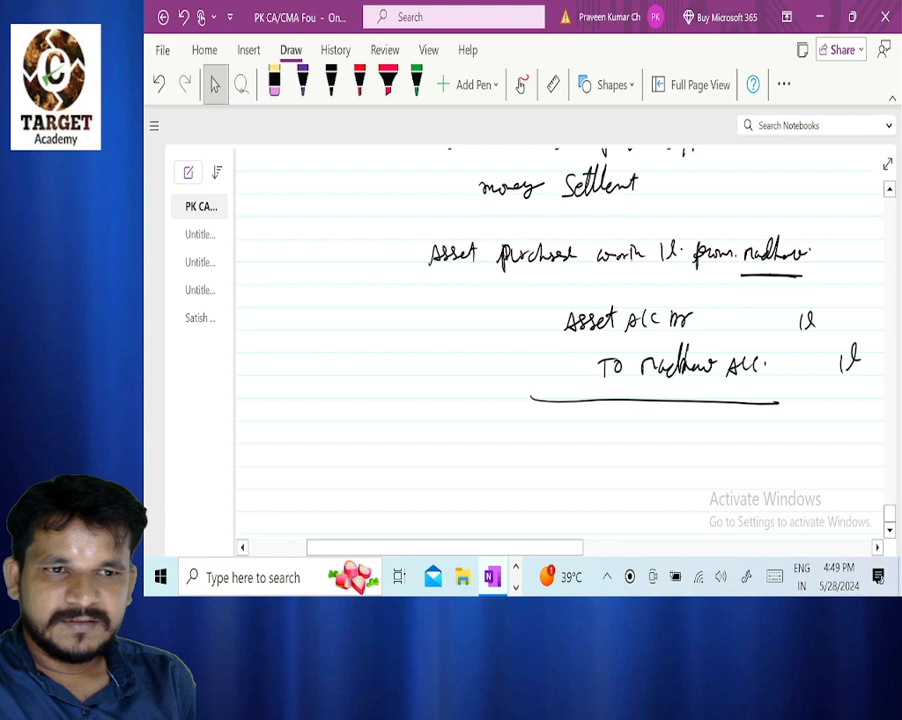 PK CA/CMA Fou - On...
Search
Praveen Kumar Ch
PK
Buy Microsoft 365
TARGET
Academy
File Home Insert Draw History Review View Help
Share
Add Pen
Shapes
Full Page View
Search Notebooks
PK CA...
Untitle...
Untitle...
Untitle...
Satish ...
money Settlent
Asset purchased worth 1l. from madhav.
Asset A/C Dr 1l
To madhav A/C. 1l
Activate Windows
Go to Settings to activate Windows.
Type here to search
39°C
ENG
IN
4:49 PM
5/28/2024